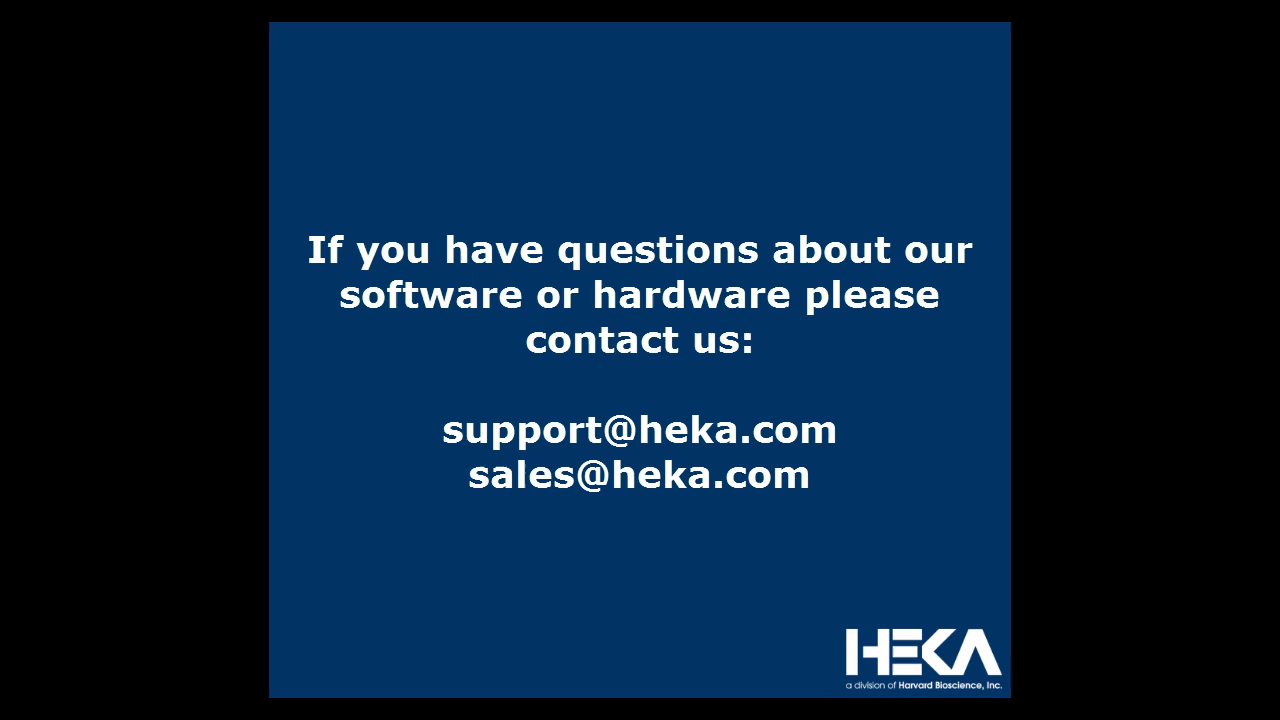 If you have questions about our
software or hardware please
contact us:
support@heka.com
sales@heka.com
HEKA
a division of Harvard Bioscience, Inc.